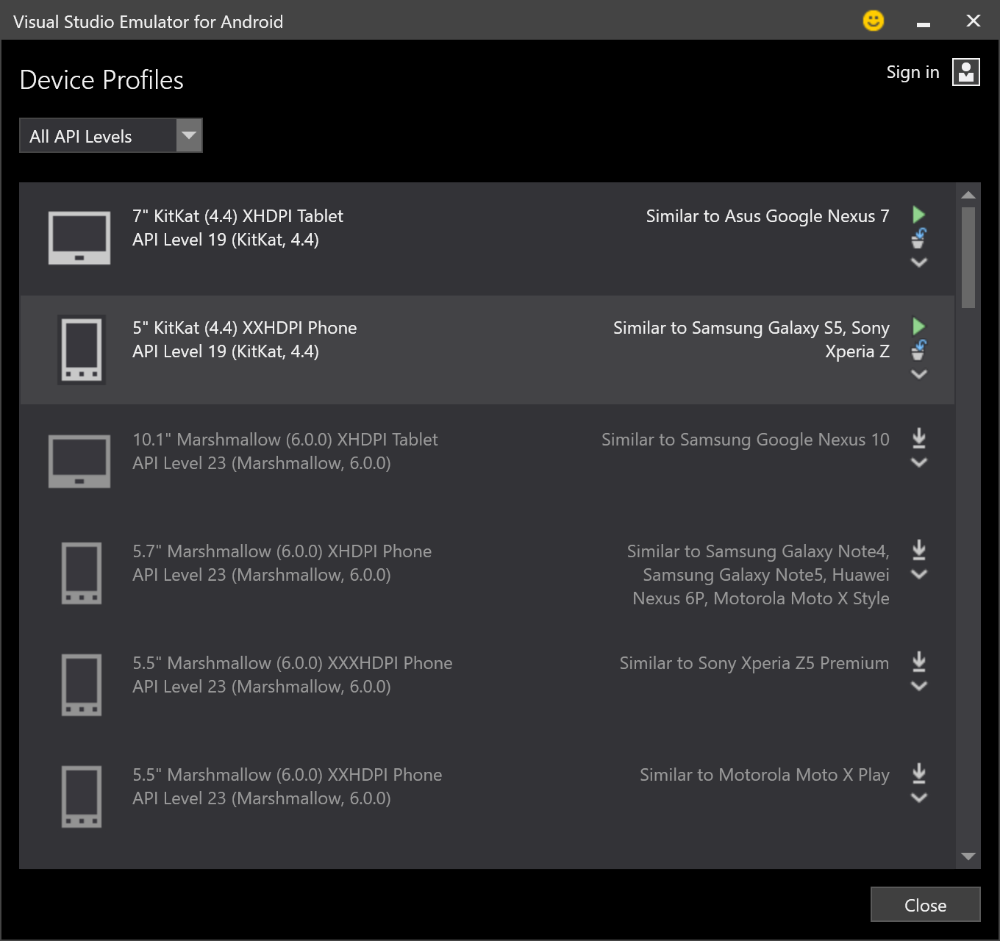 Visual Studio Emulator for Android
Device Profiles
Sign in
All API Levels
7" KitKat (4.4) XHDPI Tablet
API Level 19 (KitKat, 4.4)
Similar to Asus Google Nexus 7
5" KitKat (4.4) XXHDPI Phone
API Level 19 (KitKat, 4.4)
Similar to Samsung Galaxy S5, Sony
Xperia Z
10.1" Marshmallow (6.0.0) XHDPI Tablet
API Level 23 (Marshmallow, 6.0.0)
Similar to Samsung Google Nexus 10
5.7" Marshmallow (6.0.0) XHDPI Phone
API Level 23 (Marshmallow, 6.0.0)
Similar to Samsung Galaxy Note4,
Samsung Galaxy Note5, Huawei
Nexus 6P, Motorola Moto X Style
5.5" Marshmallow (6.0.0) XXXHDPI Phone
API Level 23 (Marshmallow, 6.0.0)
Similar to Sony Xperia Z5 Premium
5.5" Marshmallow (6.0.0) XXHDPI Phone
API Level 23 (Marshmallow, 6.0.0)
Similar to Motorola Moto X Play
Close